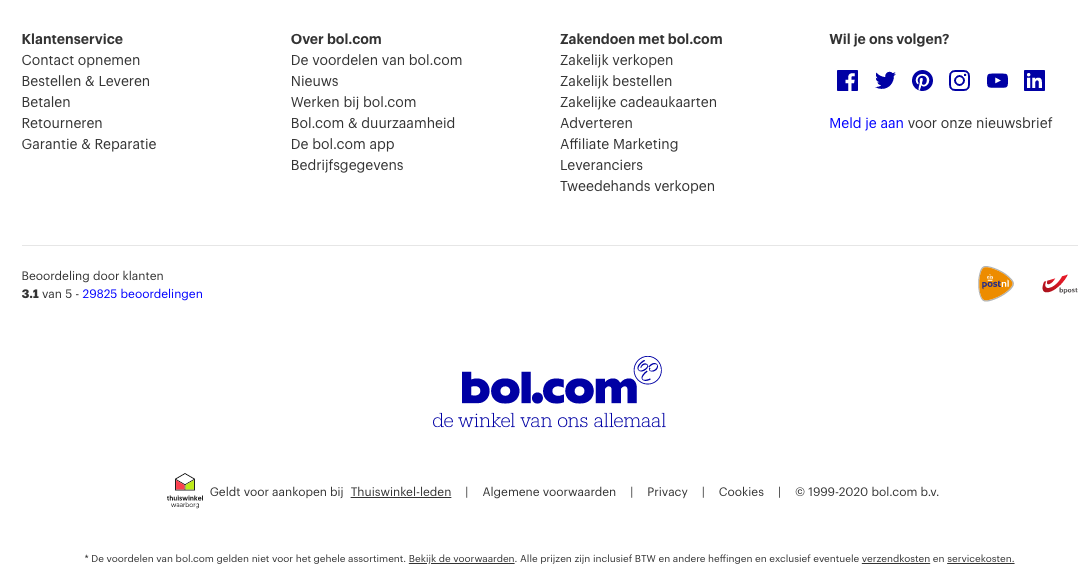 Klantenservice
Contact opnemen
Bestellen & Leveren
Betalen
Retourneren
Garantie & Reparatie
Over bol.com
De voordelen van bol.com
Nieuws
Werken bij bol.com
Bol.com & duurzaamheid
De bol.com app
Bedrijfsgegevens
Zakendoen met bol.com
Zakelijk verkopen
Zakelijk bestellen
Zakelijke cadeaukaarten
Adverteren
Affiliate Marketing
Leveranciers
Tweedehands verkopen
Wil je ons volgen?
Meld je aan voor onze nieuwsbrief
Beoordeling door klanten
3.1 van 5 - 29825 beoordelingen
postnl
bpost
bol.com
de winkel van ons allemaal
thuiswinkel
waarborg
Geldt voor aankopen bij Thuiswinkel-leden | Algemene voorwaarden | Privacy | Cookies | © 1999-2020 bol.com b.v.
* De voordelen van bol.com gelden niet voor het gehele assortiment. Bekijk de voorwaarden. Alle prijzen zijn inclusief BTW en andere heffingen en exclusief eventuele verzendkosten en servicekosten.